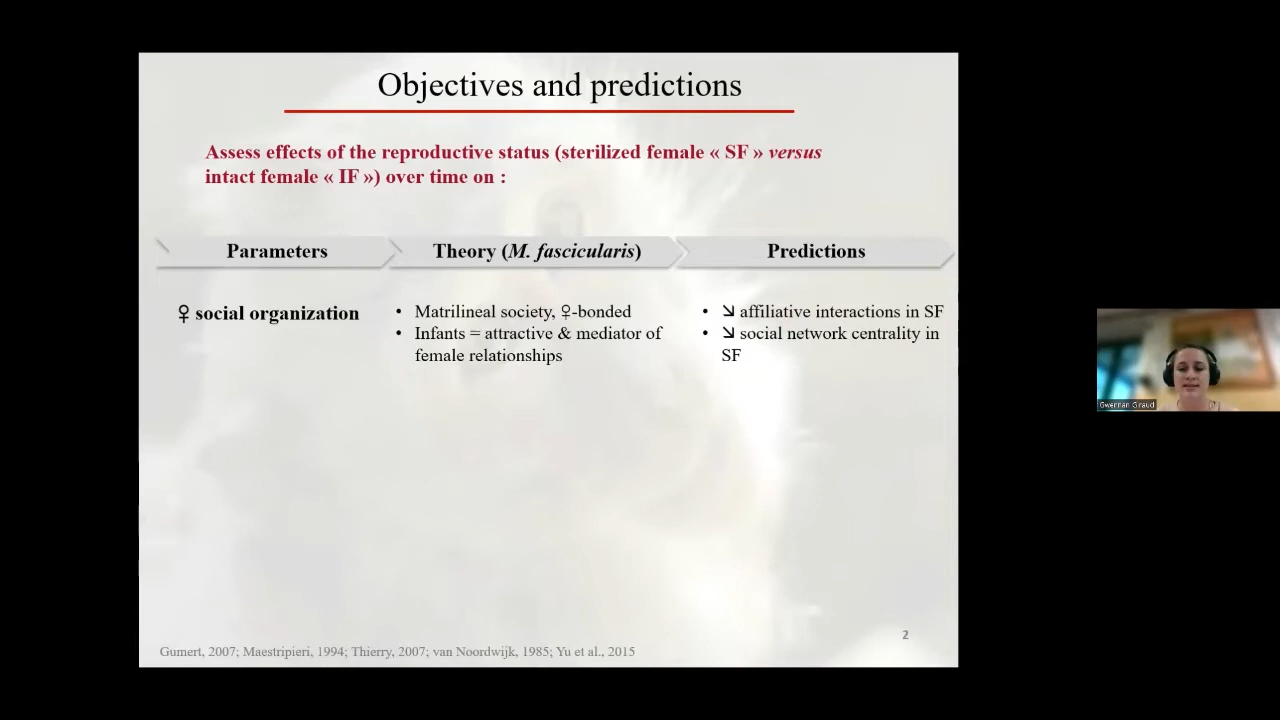 Objectives and predictions
Assess effects of the reproductive status (sterilized female « SF » versus
intact female « IF ») over time on :
Parameters
Theory (M. fascicularis)
Predictions
♀ social organization
• Matrilineal society, ♀-bonded
• Infants = attractive & mediator of
female relationships
• ↘ affiliative interactions in SF
• ↘ social network centrality in
SF
2
Gumert, 2007; Maestripieri, 1994; Thierry, 2007; van Noordwijk, 1985; Yu et al., 2015
Gwennan Giraud